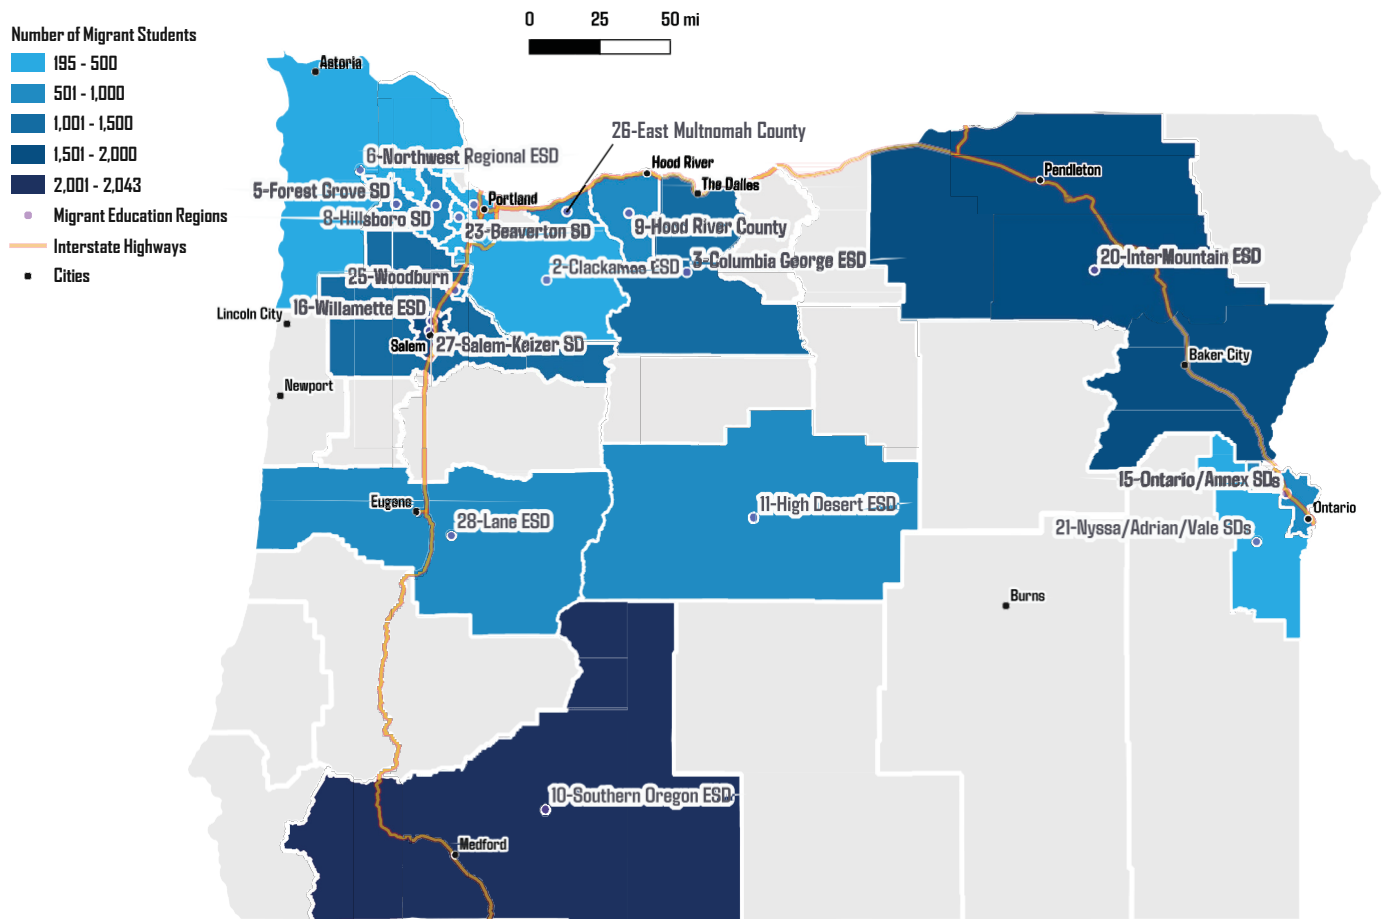 0 25 50 mi
Number of Migrant Students
195 - 500
501 - 1,000
1,001 - 1,500
1,501 - 2,000
2,001 - 2,043
Migrant Education Regions
Interstate Highways
Cities
Astoria
26-East Multnomah County
6-Northwest Regional ESD
Hood River
Pendleton
The Dalles
5-Forest Grove SD
Portland
8-Hillsboro SD
23-Beaverton SD
9-Hood River County
20-InterMountain ESD
3-Columbia George ESD
2-Clackamas ESD
25-Woodburn
16-Willamette ESD
Lincoln City
Salem
27-Salem-Keizer SD
Baker City
Newport
15-Ontario/Annex SDs
Eugene
11-High Desert ESD
Ontario
28-Lane ESD
21-Nyssa/Adrian/Vale SDs
Burns
10-Southern Oregon ESD
Medford